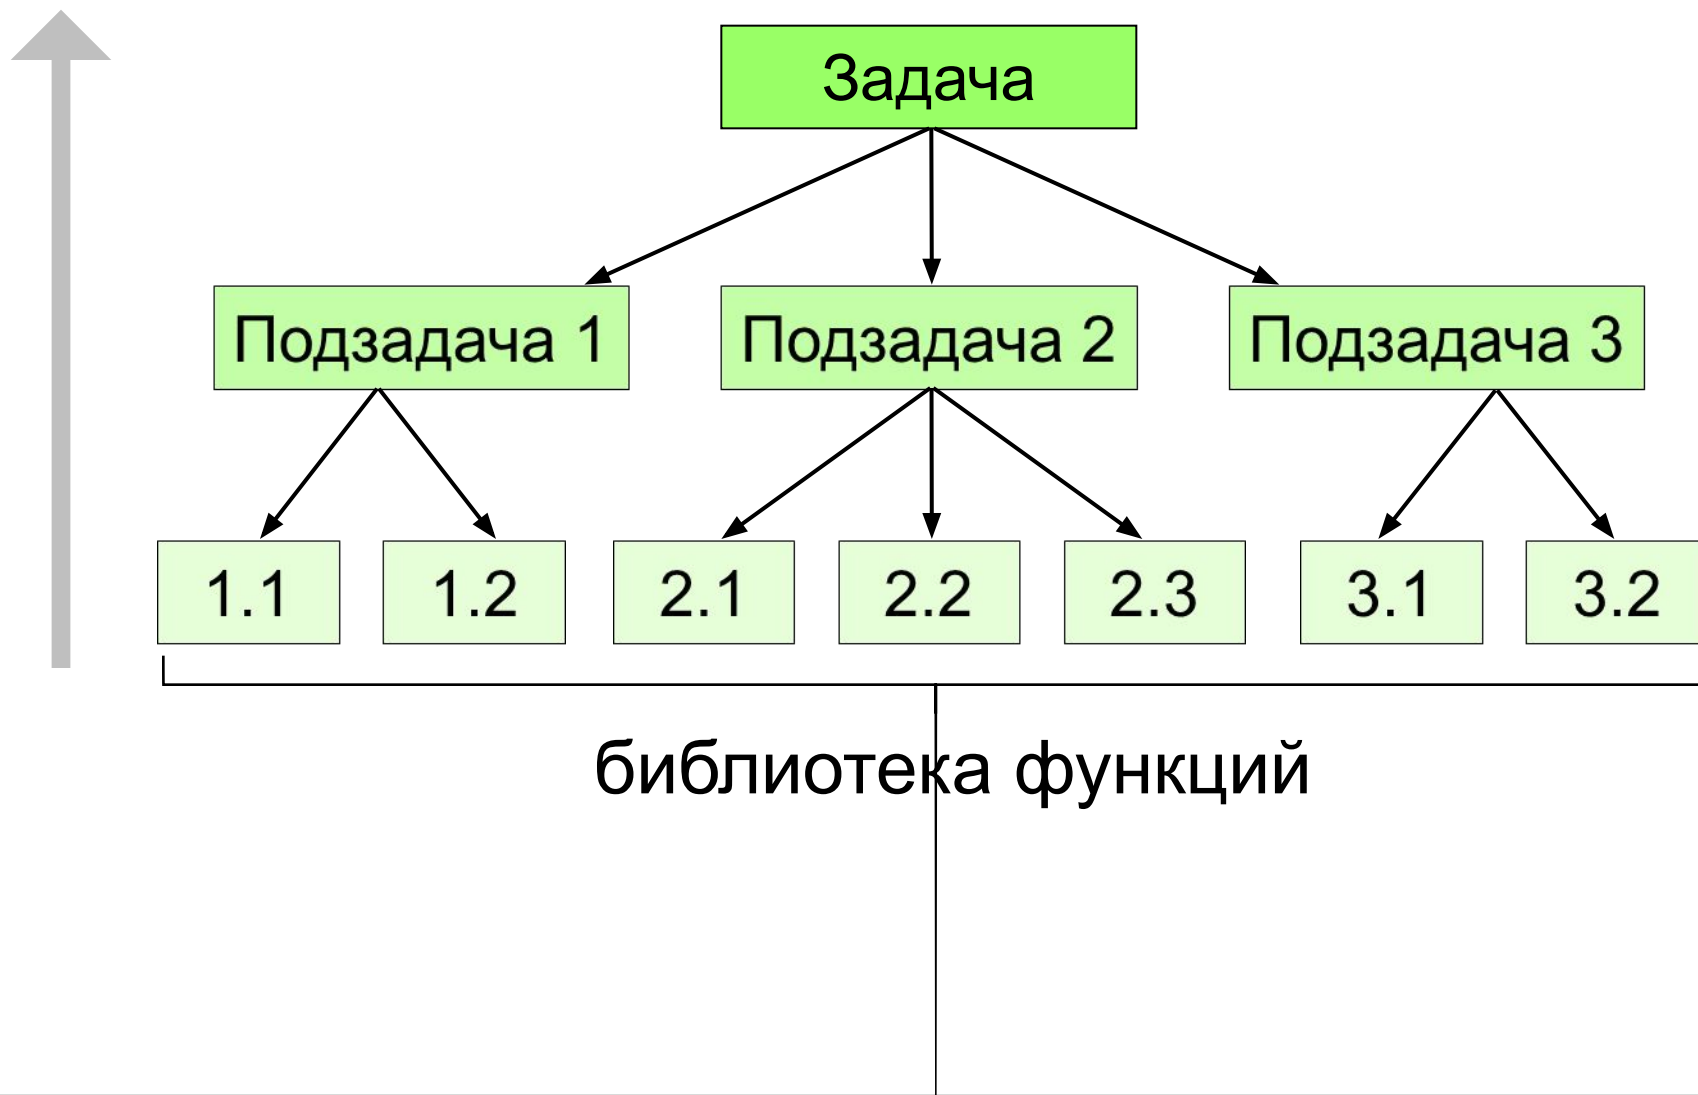 Задача
Подзадача 1
Подзадача 2
Подзадача 3
1.1
1.2
2.1
2.2
2.3
3.1
3.2
библиотека функций